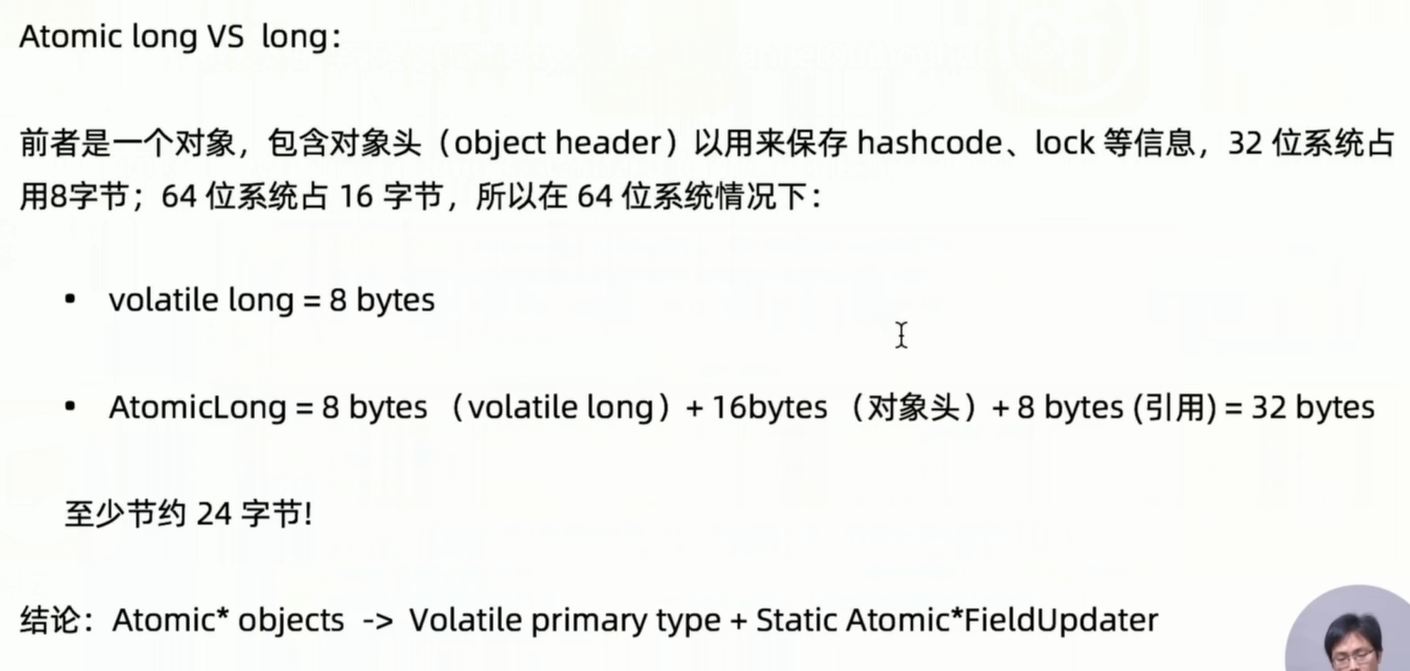 Atomic long VS  long：
前者是一个对象，包含对象头（object header）以用来保存 hashcode、lock 等信息，32 位系统占
用8字节；64 位系统占 16 字节，所以在 64 位系统情况下：
• volatile long = 8 bytes
• AtomicLong = 8 bytes （volatile long）+ 16bytes （对象头）+ 8 bytes (引用) = 32 bytes
至少节约 24 字节!
结论：Atomic* objects  -> Volatile primary type + Static Atomic*FieldUpdater